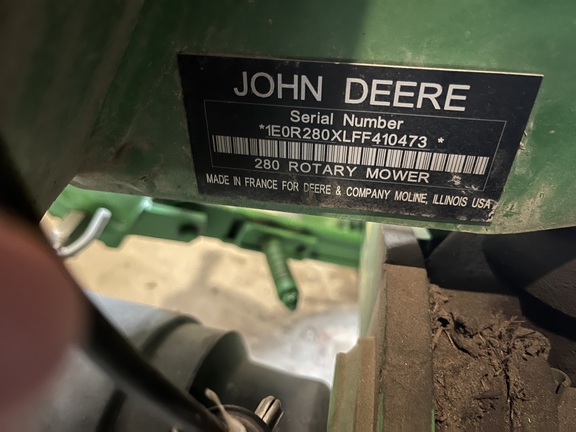 JOHN DEERE
Serial Number
*1E0R280XLFF410473 *
280 ROTARY MOWER
MADE IN FRANCE FOR DEERE & COMPANY MOLINE, ILLINOIS USA